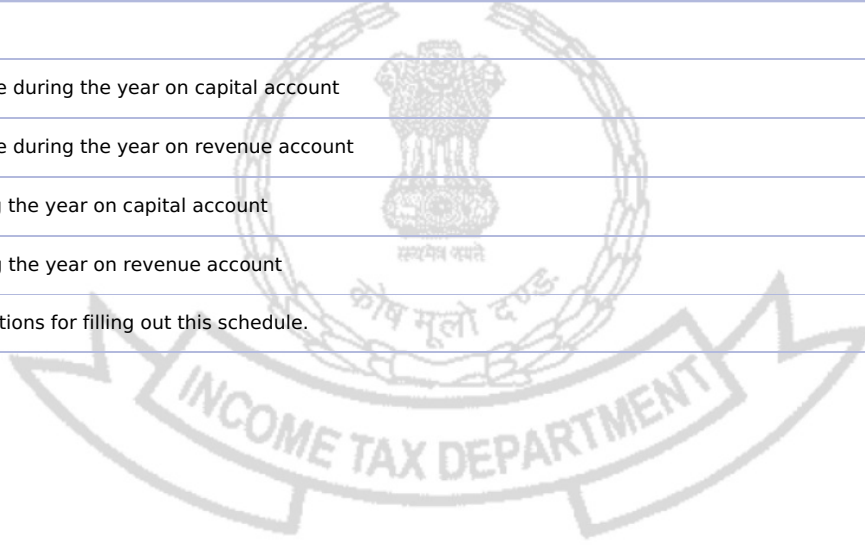 e during the year on capital account
e during the year on revenue account
g the year on capital account
सत्यमेव जयते
g the year on revenue account
कोष मूलो दण्डः
tions for filling out this schedule.
INCOME TAX DEPARTMENT